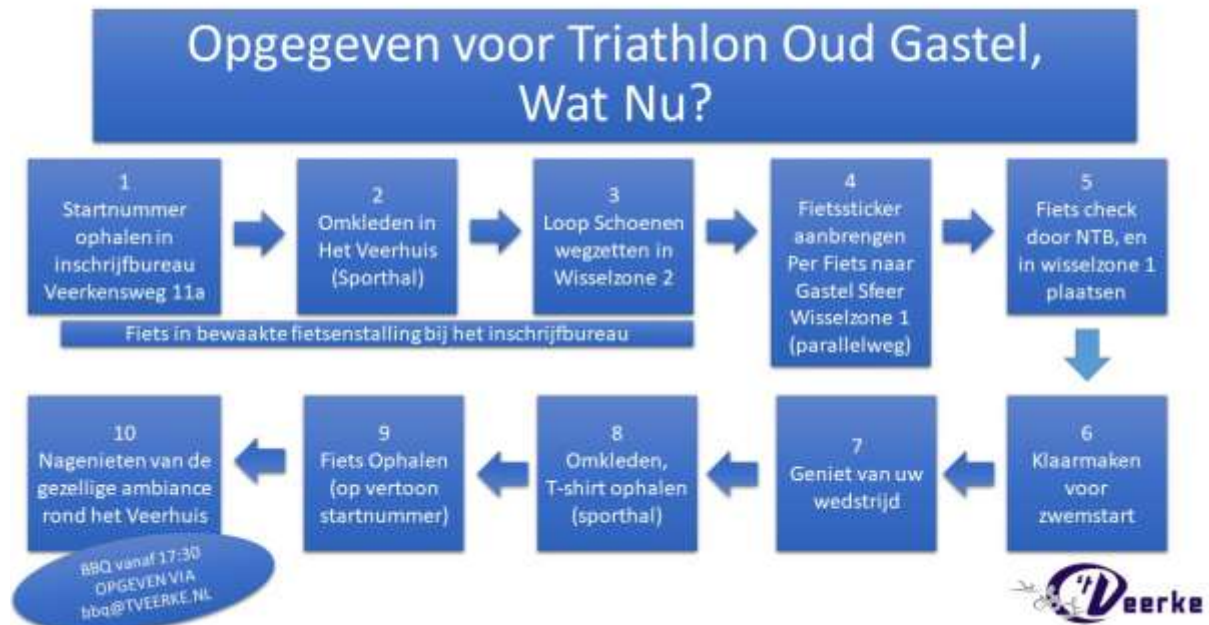 Opgegeven voor Triathlon Oud Gastel,
Wat Nu?
1
Startnummer
ophalen in
inschrijfbureau
Veerkensweg 11a
2
Omkleden in
Het Veerhuis
(Sporthal)
3
Loop Schoenen
wegzetten in
Wisselzone 2
4
Fietssticker
aanbrengen
Per Fiets naar
Gastel Sfeer
Wisselzone 1
(parallelweg)
5
Fiets check
door NTB, en
in wisselzone 1
plaatsen
Fiets in bewaakte fietsenstalling bij het inschrijfbureau
6
Klaarmaken
voor
zwemstart
7
Geniet van uw
wedstrijd
8
Omkleden,
T-shirt ophalen
(sporthal)
9
Fiets Ophalen
(op vertoon
startnummer)
10
Nagenieten van de
gezellige ambiance
rond het Veerhuis
BBQ vanaf 17:30
OPGEVEN VIA
bbq@TVEERKE.NL
't Veerke